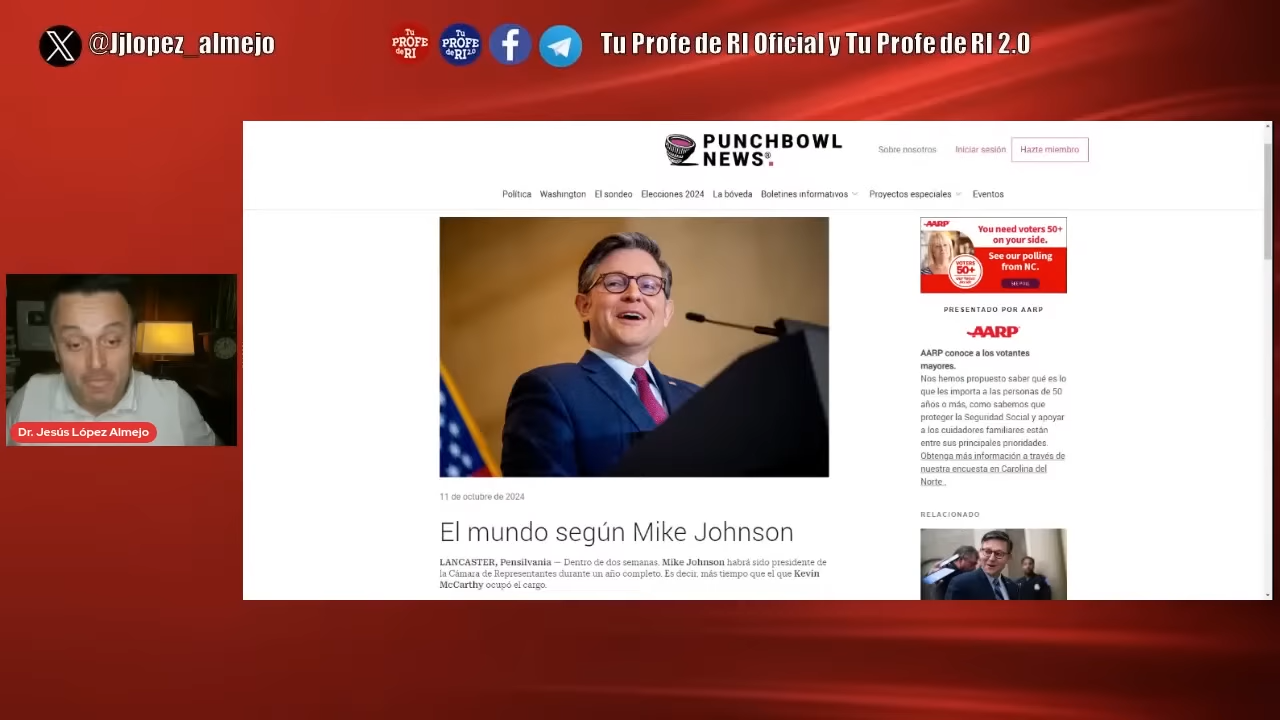 @Jjlopez_almejo
Tu
PROFE
de RI
Tu
PROFE
de RI 2.0
Tu Profe de RI Oficial y Tu Profe de RI 2.0
PUNCHBOWL
NEWS®
Sobre nosotros
Iniciar sesión
Hazte miembro
Política
Washington
El sondeo
Elecciones 2024
La bóveda
Boletines informativos
Proyectos especiales
Eventos
AARP
You need voters 50+
on your side.
See our polling
from NC.
VOTERS
50+
PRESENTADO POR AARP
AARP
AARP conoce a los votantes
mayores.
Nos hemos propuesto saber qué es lo
que les importa a las personas de 50
años o más, como sabemos que
proteger la Seguridad Social y apoyar
a los cuidadores familiares están
entre sus principales prioridades.
Obtenga más información a través de
nuestra encuesta en Carolina del
Norte.
RELACIONADO
Dr. Jesús López Almejo
11 de octubre de 2024
El mundo según Mike Johnson
LANCASTER, Pensilvania — Dentro de dos semanas, Mike Johnson habrá sido presidente de
la Cámara de Representantes durante un año completo. Es decir, más tiempo que el que Kevin
McCarthy ocupó el cargo.